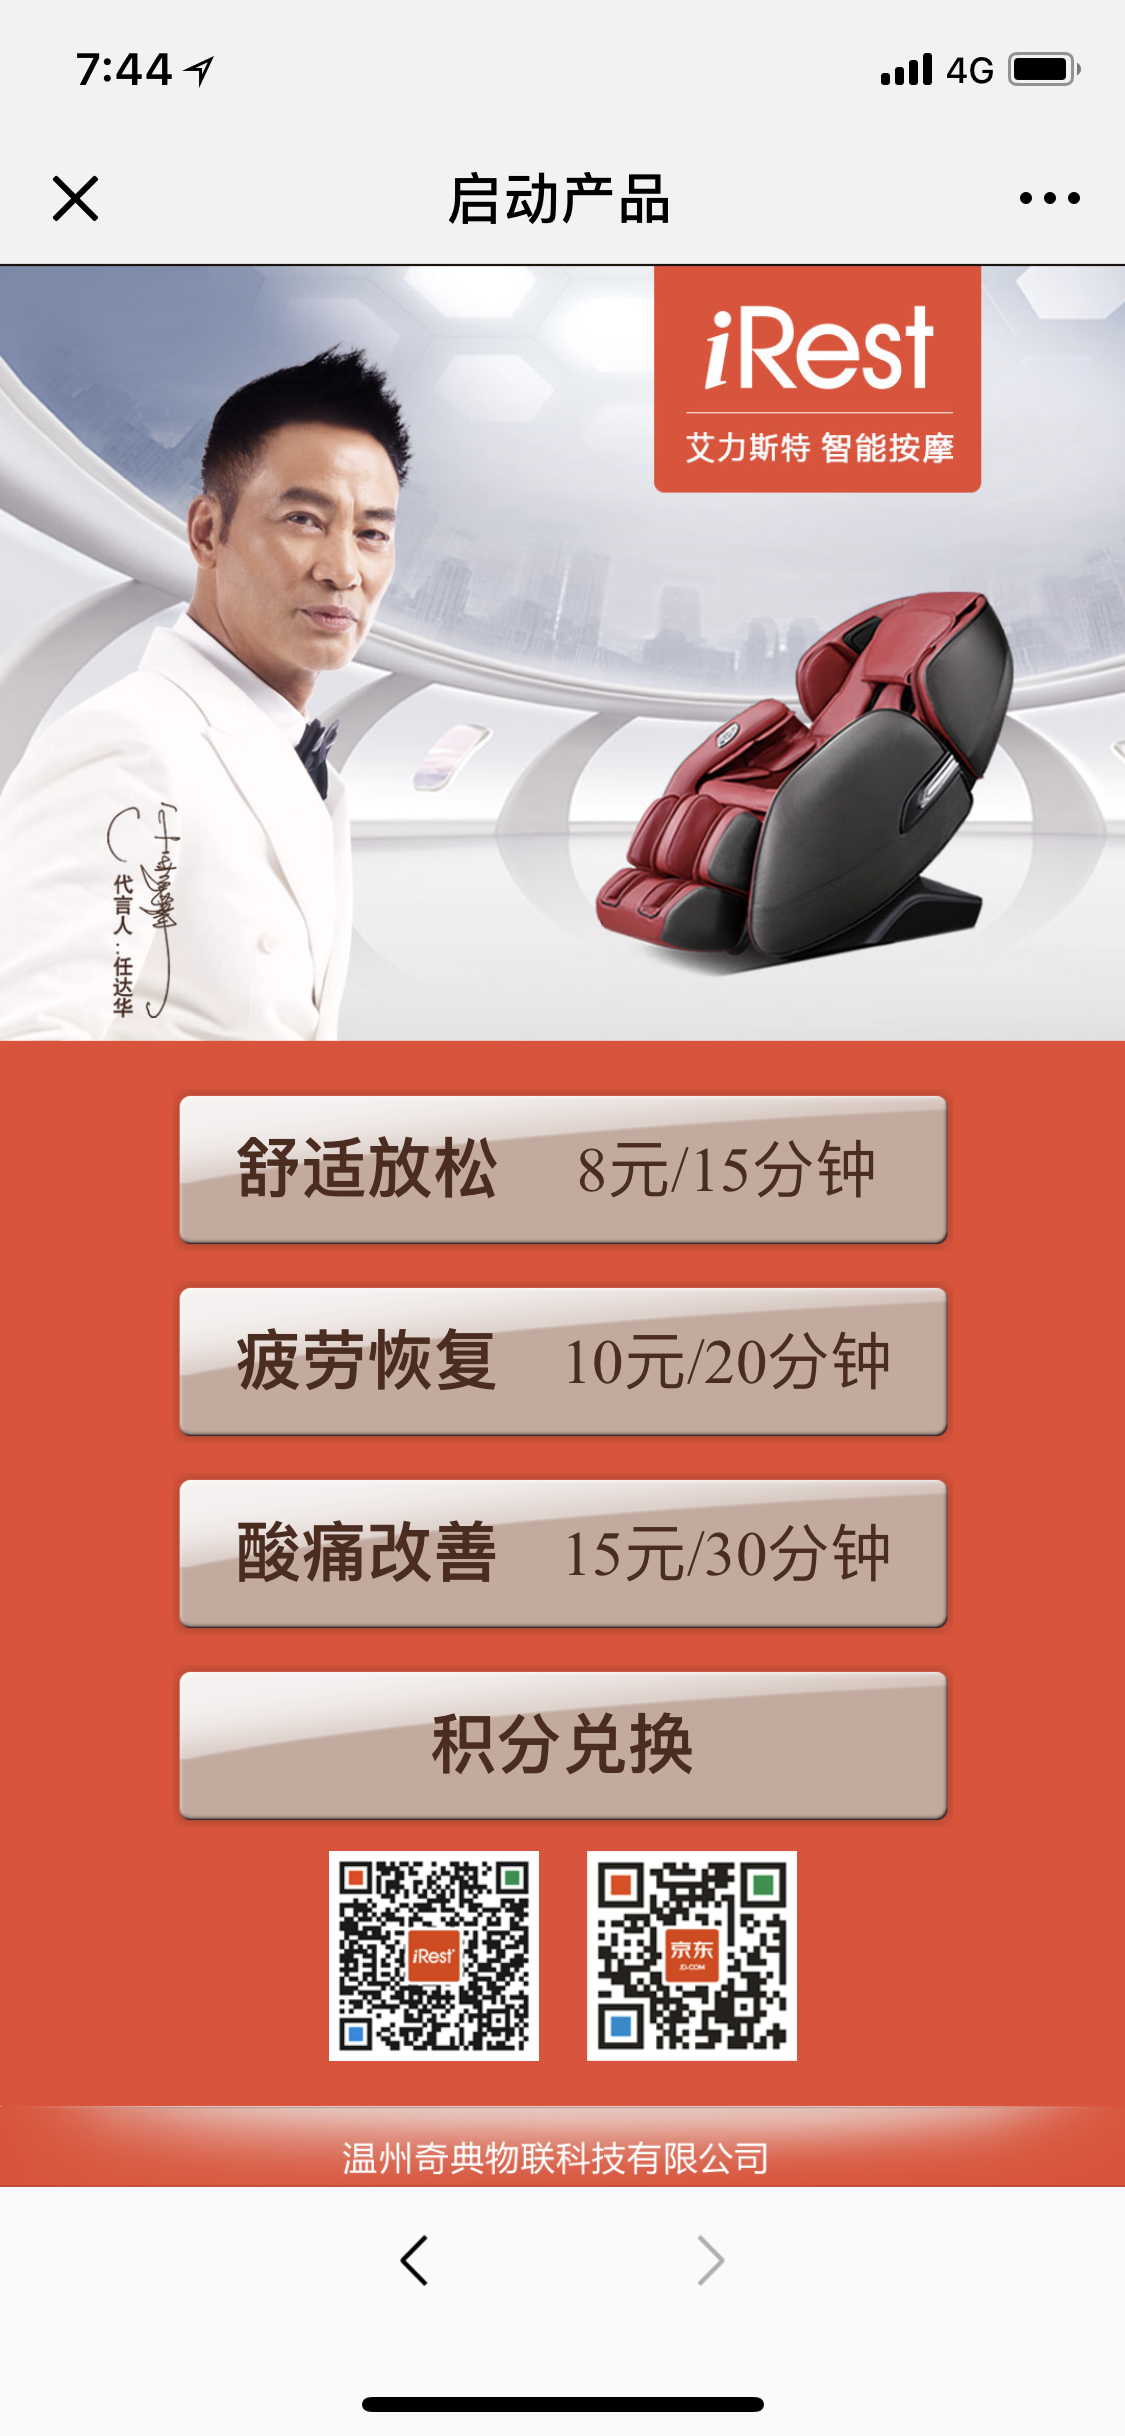 7:44
4G
启动产品
iRest
艾力斯特 智能按摩
代言人:任达华
舒适放松 8元/15分钟
疲劳恢复 10元/20分钟
酸痛改善 15元/30分钟
积分兑换
iRest
京东
JD.COM
温州奇典物联科技有限公司